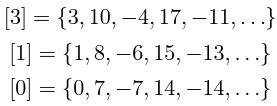 [3] = {3, 10, −4, 17, −11, …}
[1] = {1, 8, −6, 15, −13, …}
[0] = {0, 7, −7, 14, −14, …}